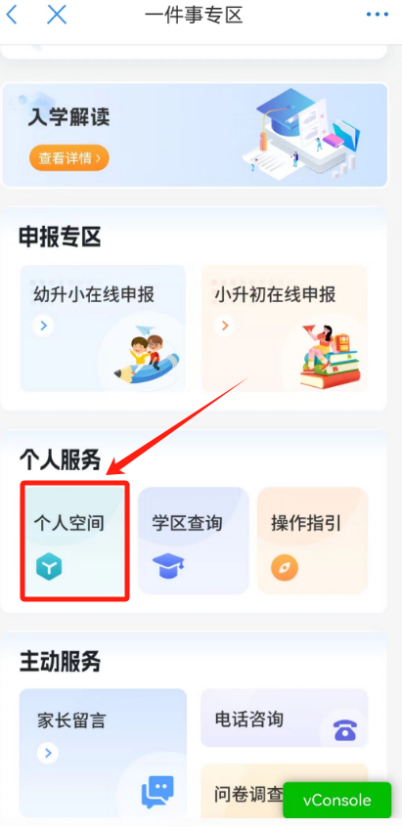 一件事专区
入学解读
查看详情
申报专区
幼升小在线申报
小升初在线申报
个人服务
个人空间
学区查询
操作指引
主动服务
家长留言
电话咨询
问卷调查
vConsole